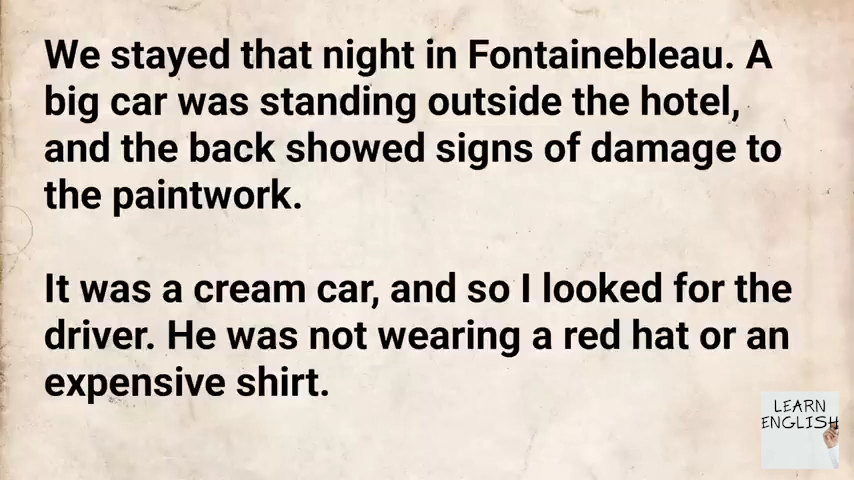 We stayed that night in Fontainebleau. A
big car was standing outside the hotel,
and the back showed signs of damage to
the paintwork.
It was a cream car, and so I looked for the
driver. He was not wearing a red hat or an
expensive shirt.
LEARN
ENGLISH